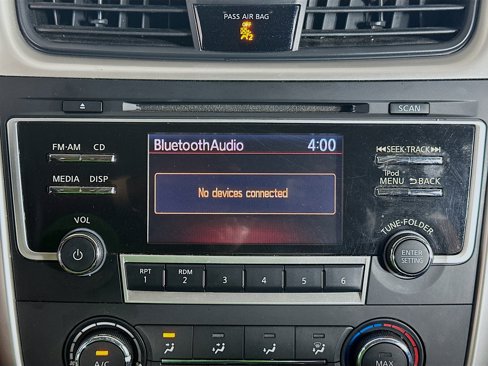 PASS AIR BAG
OFF
SCAN
FM·AM CD
MEDIA DISP
BluetoothAudio 4:00
No devices connected
SEEK·TRACK
iPod
MENU BACK
VOL
TUNE·FOLDER
ENTER
SETTING
RPT
1
RDM
2
3
4
5
6
A/C
MAX